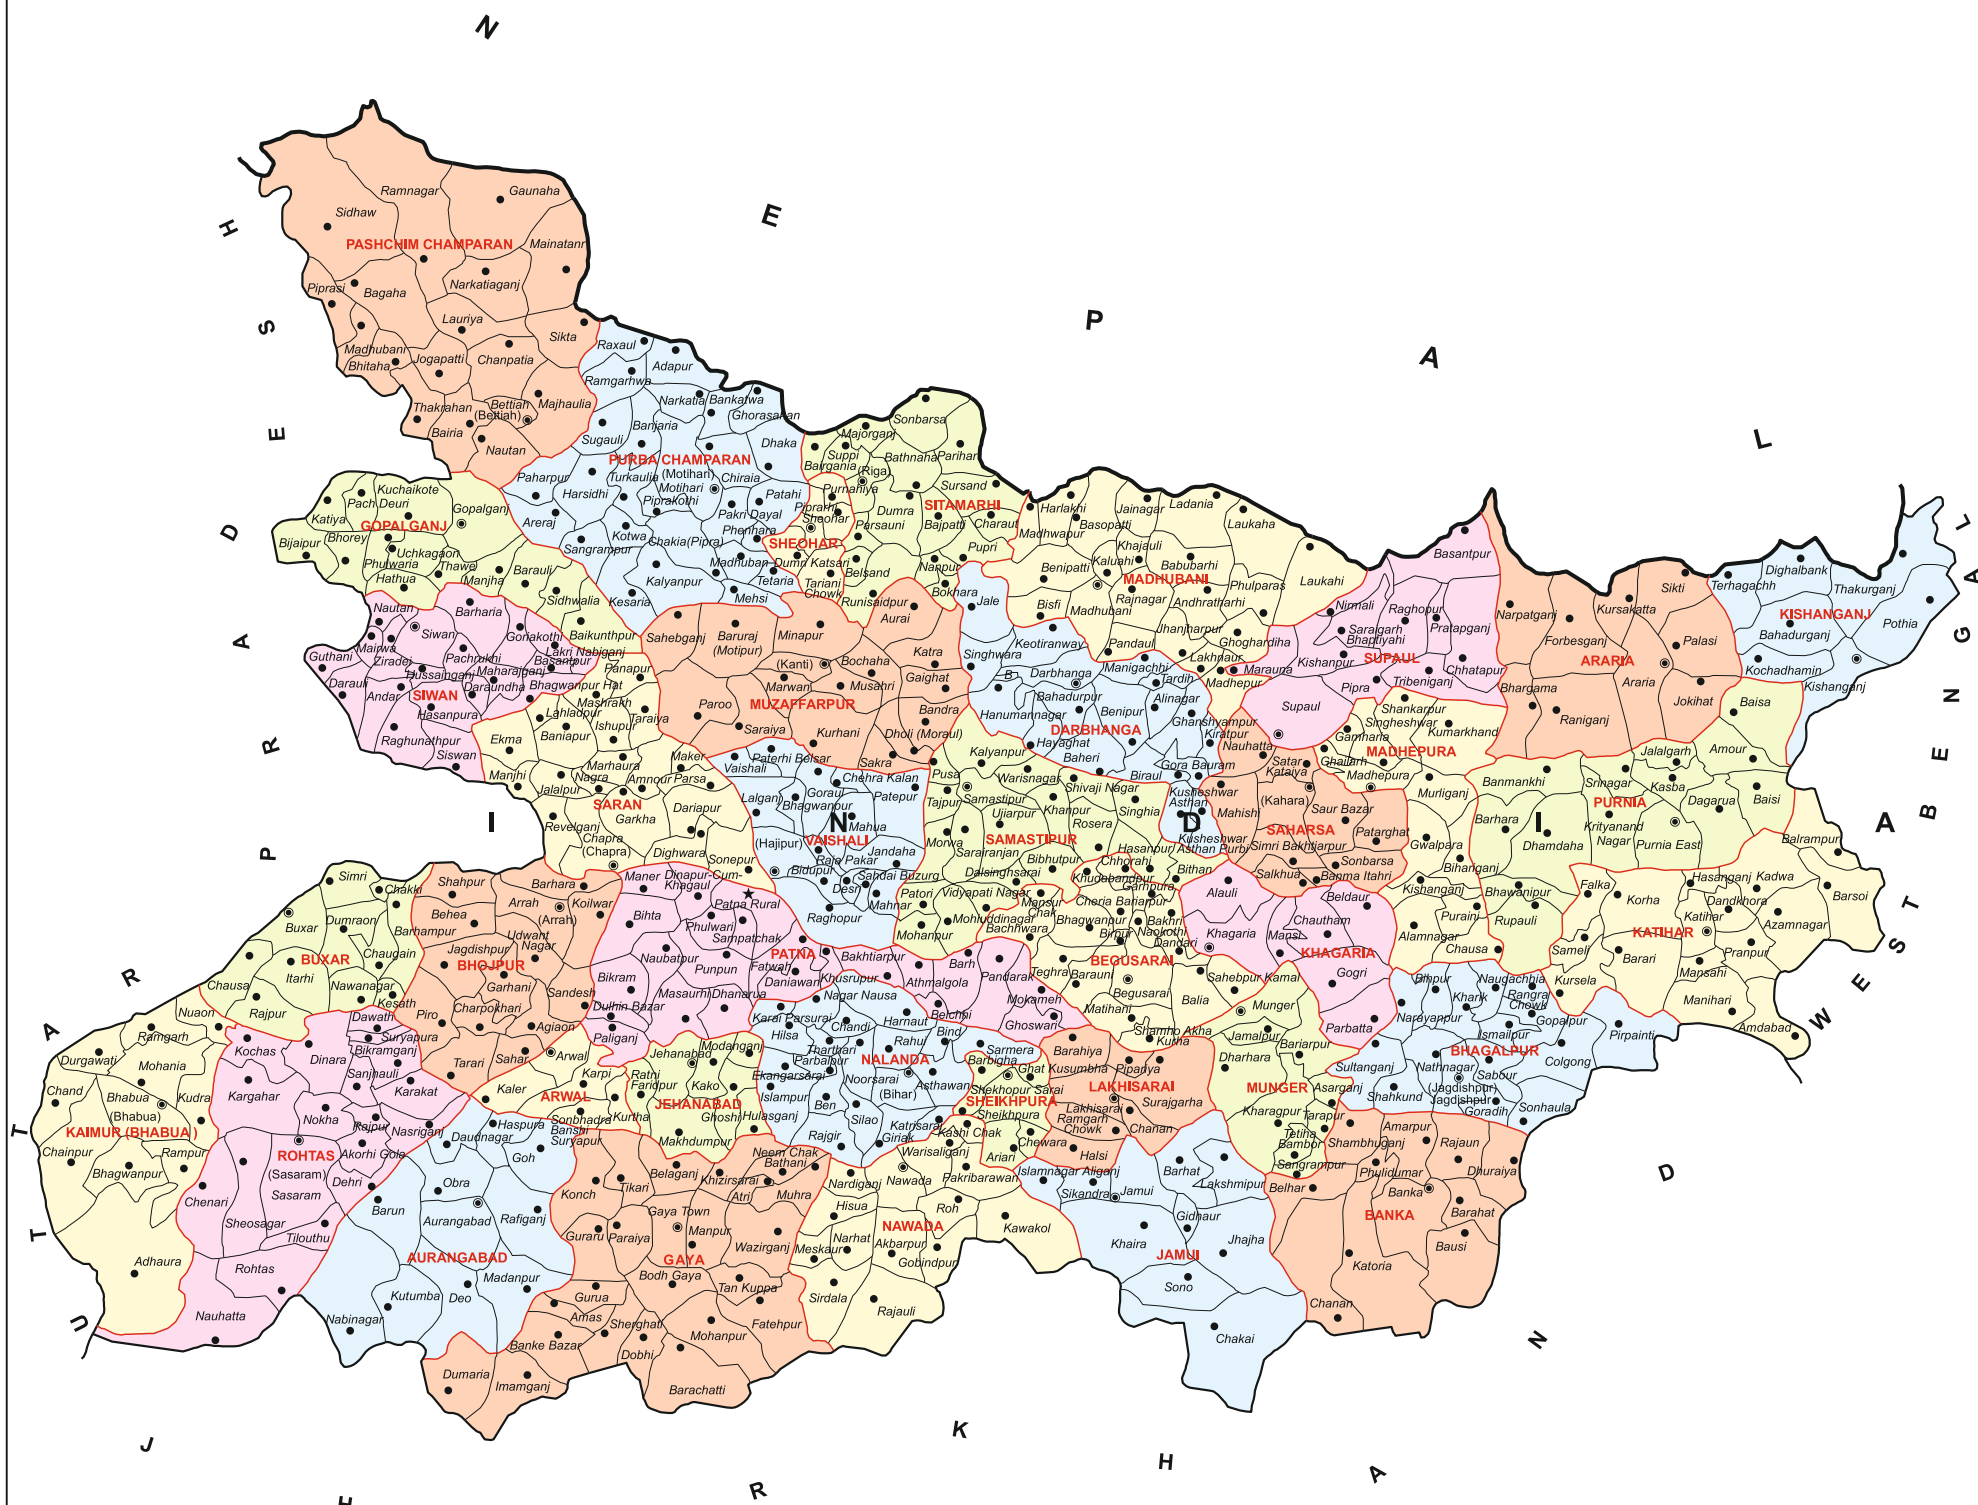 N
E
P
A
L
I
N
D
I
A
U
T
T
A
R
P
R
A
D
E
S
H
J
H
A
R
K
H
A
N
D
W
E
S
T
B
E
N
G
A
L
PASHCHIM CHAMPARAN
Ramnagar
Gaunaha
Sidhaw
Mainatanr
Piprasi
Bagaha
Narkatiaganj
Lauriya
Sikta
Madhubani
Bhitaha
Jogapatti
Chanpatia
Thakrahan
Bettiah
(Bettiah)
Majhaulia
Bairia
Nautan
PURBA CHAMPARAN
(Motihari)
Raxaul
Adapur
Ramgarhwa
Narkatia
Bankatwa
Ghorasahan
Banjaria
Sugauli
Dhaka
Paharpur
Turkaulia
Chiraia
Motihari
Harsidhi
Piprakothi
Patahi
Pakri Dayal
Areraj
Kotwa
Phenhara
Sangrampur
Chakia(Pipra)
Madhuban
Tetaria
Kalyanpur
Mehsi
Kesaria
SHEOHAR
Purnahiya
Piprarhi
Sheohar
Dumri Katsari
Tariani
Chowk
SITAMARHI
Sonbarsa
Majorganj
Suppi
Bairgania
Bathnaha
Parihar
(Riga)
Sursand
Dumra
Parsauni
Bajpatti
Charaut
Pupri
Nanpur
Belsand
Bokhara
Runisaidpur
GOPALGANJ
Kuchaikote
Pach Deuri
Gopalganj
Katiya
Bhorey
Bijaipur
Uchkagaon
Phulwaria
Thawe
Hathua
Manjha
Barauli
Sidhwalia
Baikunthpur
SIWAN
Nautan
Barharia
Siwan
Goriakothi
Mairwa
Lakri Nabiganj
Guthani
Ziradei
Pachrukhi
Basantpur
Hussainganj
Maharajganj
Darauli
Andar
Daraundha
Bhagwanpur Hat
Hasanpura
Raghunathpur
Siswan
SARAN
Panapur
Mashrakh
Lahladpur
Ishupur
Taraiya
Ekma
Baniapur
Marhaura
Maker
Manjhi
Nagra
Amnour
Parsa
Jalalpur
Garkha
Dariapur
Revelganj
Chapra
(Chapra)
Dighwara
Sonepur
MUZAFFARPUR
Sahebganj
Baruraj
(Motipur)
Minapur
Aurai
Katra
(Kanti)
Bochaha
Gaighat
Marwan
Musahri
Paroo
Bandra
Saraiya
Kurhani
Dholi (Moraul)
Sakra
VAISHALI
Vaishali
Paterhi Belsar
Chehra Kalan
Goraul
Patepur
Lalganj
Bhagwanpur
Mahua
(Hajipur)
Jandaha
Raja Pakar
Bidupur
Sahdai Buzurg
Desri
Mahnar
Raghopur
MADHUBANI
Harlakhi
Jainagar
Ladania
Madhwapur
Basopatti
Laukaha
Khajauli
Kaluahi
Benipatti
Babubarhi
Laukahi
Phulparas
Rajnagar
Bisfi
Madhubani
Andhratharhi
Jhanjharpur
Ghoghardiha
Pandaul
Lakhnaur
Madhepur
DARBHANGA
Jale
Keotiranway
Singhwara
Manigachhi
Darbhanga
Tardih
B
Bahadurpur
Alinagar
Hanumannagar
Benipur
Ghanshyampur
Kiratpur
Hayaghat
Baheri
Gora Bauram
Biraul
Kusheshwar
Asthan
Kusheshwar
Asthan Purbi
SAMASTIPUR
Kalyanpur
Pusa
Warisnagar
Shivaji Nagar
Tajpur
Samastipur
Khanpur
Singhia
Ujiarpur
Rosera
Morwa
Sarairanjan
Bibhutpur
Hasanpur
Dalsinghsarai
Bithan
Patori
Vidyapati Nagar
Mohiuddinagar
Mohanpur
SUPAUL
Basantpur
Nirmali
Raghopur
Saraigarh
Bhaptiyahi
Pratapganj
Kishanpur
Marauna
Chhatapur
Tribeniganj
Pipra
Supaul
ARARIA
Narpatganj
Kursakatta
Sikti
Forbesganj
Palasi
Araria
Bhargama
Jokihat
Raniganj
KISHANGANJ
Terhagachh
Dighalbank
Thakurganj
Bahadurganj
Pothia
Kochadhamin
Kishanganj
MADHEPURA
Shankarpur
Singheshwar
Kumarkhand
Gamharia
Ghailarh
Madhepura
Murliganj
Gwalpara
Bihariganj
Kishanganj
Puraini
Alamnagar
Chausa
SAHARSA
Nauhatta
Satar
Kataiya
Mahishi
(Kahara)
Saur Bazar
Patarghat
Simri Bakhtiarpur
Sonbarsa
Salkhua
Banma Itahri
PURNIA
Baisa
Jalalgarh
Amour
Banmankhi
Srinagar
Kasba
Dagarua
Baisi
Barhara
Krityanand
Nagar
Dhamdaha
Purnia East
Bhawanipur
Rupauli
KATIHAR
Balrampur
Hasanganj
Kadwa
Falka
Korha
Dandkhora
Barsoi
Katihar
Azamnagar
Sameli
Barari
Pranpur
Mansahi
Kursela
Manihari
Amdabad
KHAGARIA
Alauli
Beldaur
Chautham
Khagaria
Mansi
Gogri
Parbatta
BEGUSARAI
Chhorahi
Khudabandpur
Garhpura
Mansur
Chak
Cheria Bariarpur
Bhagwanpur
Bakhri
Bachhwara
Birpur
Naokothi
Dandari
Teghra
Barauni
Sahebpur Kamal
Begusarai
Balia
Matihani
Shamho Akha
Kurha
BUXAR
Simri
Chakki
Dumraon
Buxar
Barhampur
Chaugain
Itarhi
Chausa
Nawanagar
Kesath
Rajpur
BHOJPUR
Shahpur
Barhara
Arrah
(Arrah)
Koilwar
Behea
Udwant
Nagar
Jagdishpur
Garhani
Charpokhari
Sandesh
Piro
Agiaon
Tarari
Sahar
PATNA
Maner
Dinapur-Cum-
Khagaul
Patna Rural
Bihta
Phulwari
Sampatchak
Naubatpur
Punpun
Fatwah
Daniawan
Bikram
Masaurhi
Dhanarua
Dulhin Bazar
Paliganj
Khusrupur
Bakhtiarpur
Barh
Athmalgola
Pandarak
Mokameh
Belchhi
Ghoswari
KAIMUR (BHABUA)
Nuaon
Ramgarh
Durgawati
Mohania
Chand
Bhabua
(Bhabua)
Kudra
Chainpur
Rampur
Bhagwanpur
Adhaura
ROHTAS
(Sasaram)
Dawath
Kochas
Suryapura
Dinara
Bikramganj
Sanjhauli
Kargahar
Karakat
Nokha
Rajpur
Nasriganj
Akorhi Gola
Dehri
Chenari
Sasaram
Sheosagar
Tilouthu
Rohtas
Nauhatta
ARWAL
Arwal
Karpi
Kaler
Kurtha
Sonbhadra
Banshi
Suryapur
JEHANABAD
Jehanabad
Modanganj
Ratni
Faridpur
Kako
Ghoshi
Hulasganj
Makhdumpur
NALANDA
Nagar Nausa
Karai Parsurai
Harnaut
Hilsa
Chandi
Bind
Tharthari
Rahui
Sarmera
Parbalpur
Ekangarsarai
Noorsarai
(Bihar)
Asthawan
Islampur
Ben
Silao
Katrisarai
Giriak
Rajgir
SHEIKHPURA
Barbigha
Ghat Kusumbha
Shekhopur Sarai
Sheikhpura
Kashi Chak
Chewara
Ariari
LAKHISARAI
Barahiya
Pipariya
Surajgarha
Lakhisarai
Ramgarh
Chowk
Chanan
Halsi
MUNGER
Munger
Jamalpur
Bariarpur
Dharhara
Asarganj
Kharagpur
Tarapur
Tetiha
Bambor
Sangrampur
BHAGALPUR
Bihpur
Naugachhia
Kharik
Rangra
Chowk
Narayanpur
Gopalpur
Ismailpur
Pirpainti
Colgong
Sultanganj
Nathnagar
Sabour
Shahkund
(Jagdishpur)
Jagdishpur
Goradih
Sonhaula
BANKA
Amarpur
Shambhuganj
Rajaun
Phulidumar
Dhuraiya
Belhar
Banka
Barahat
Bausi
Katoria
Chanan
JAMUI
Islamnagar Aliganj
Barhat
Sikandra
Jamui
Lakshmipur
Gidhaur
Khaira
Jhajha
Sono
Chakai
NAWADA
Warisaliganj
Nardiganj
Nawada
Pakribarawan
Hisua
Roh
Kawakol
Narhat
Akbarpur
Meskaur
Gobindpur
Sirdala
Rajauli
GAYA
Neem Chak
Bathani
Belaganj
Khizirsarai
Konch
Tikari
Atri
Muhra
Gaya Town
Guraru
Paraiya
Manpur
Wazirganj
Bodh Gaya
Tan Kuppa
Gurua
Amas
Sherghati
Fatehpur
Mohanpur
Banke Bazar
Dobhi
Dumaria
Imamganj
Barachatti
AURANGABAD
Haspura
Daudnagar
Goh
Obra
Barun
Aurangabad
Rafiganj
Madanpur
Kutumba
Deo
Nabinagar